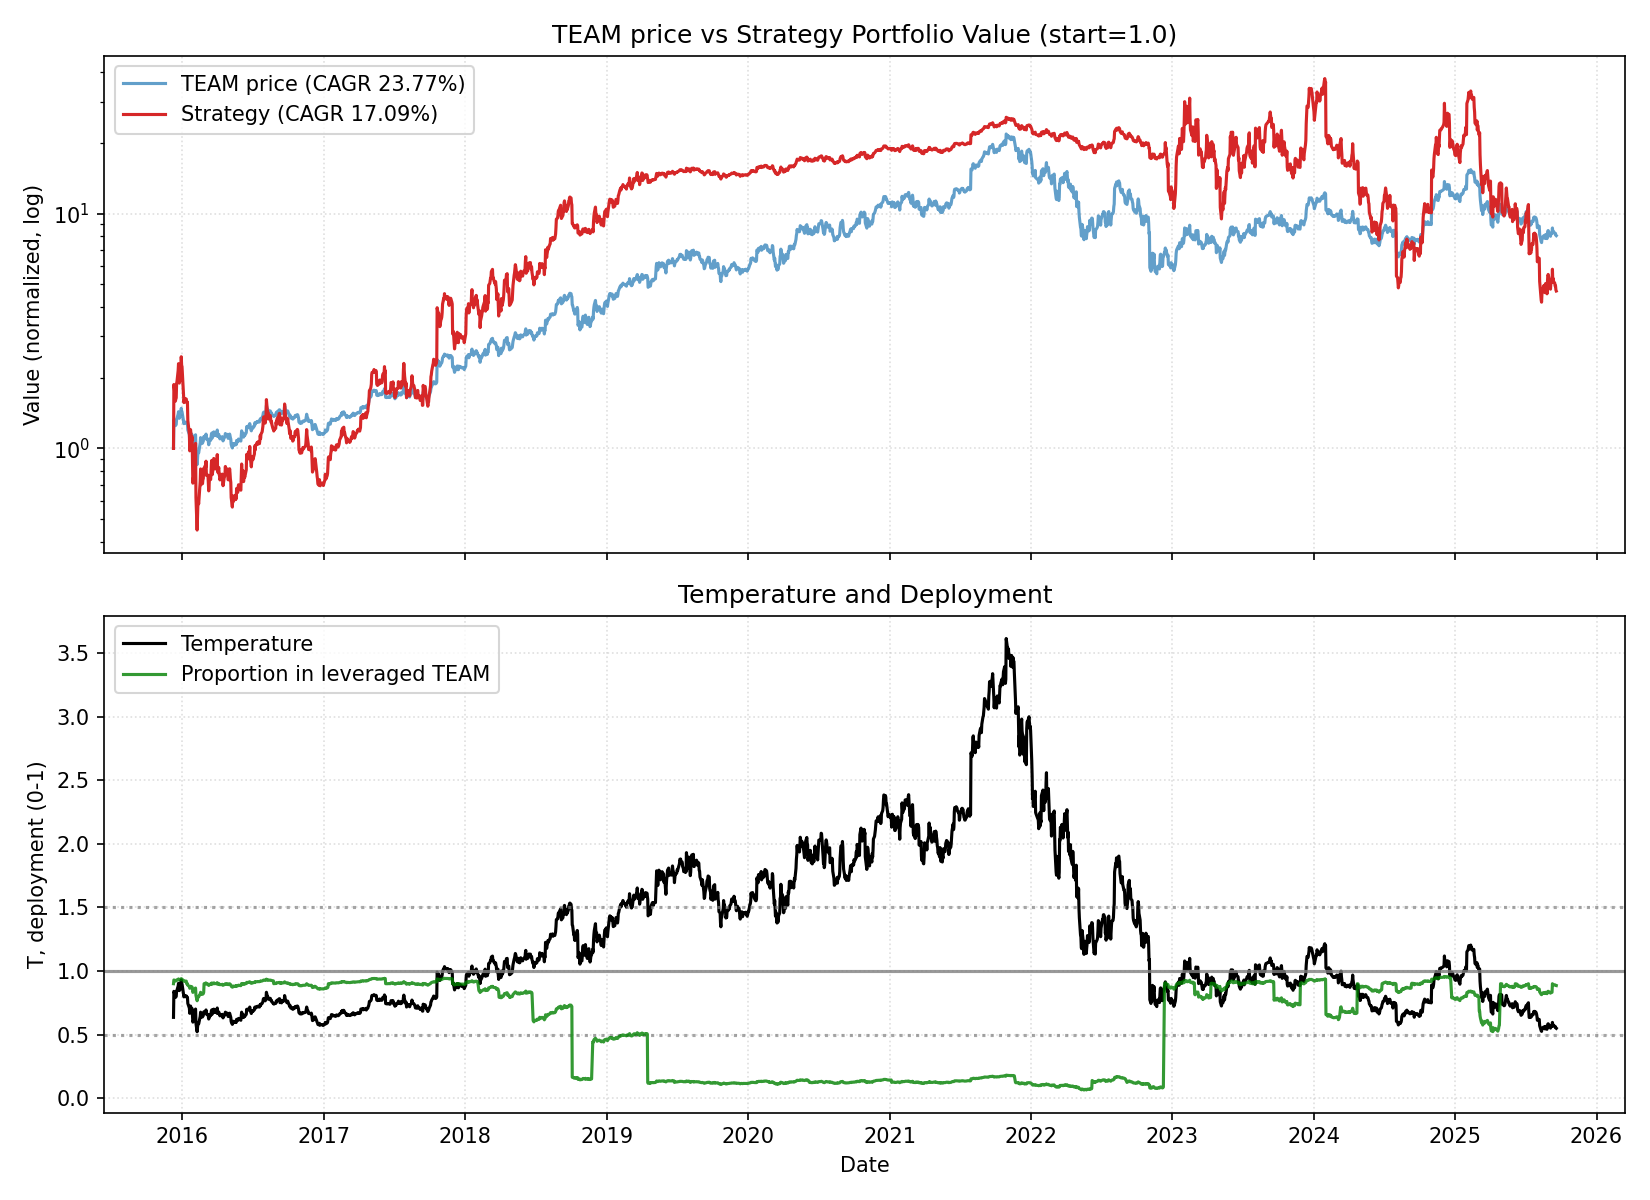 TEAM price vs Strategy Portfolio Value (start=1.0)
TEAM price (CAGR 23.77%)
Strategy (CAGR 17.09%)
Value (normalized, log)
10¹
10⁰
Temperature and Deployment
Temperature
Proportion in leveraged TEAM
T, deployment (0-1)
3.5
3.0
2.5
2.0
1.5
1.0
0.5
0.0
2016 2017 2018 2019 2020 2021 2022 2023 2024 2025 2026
Date